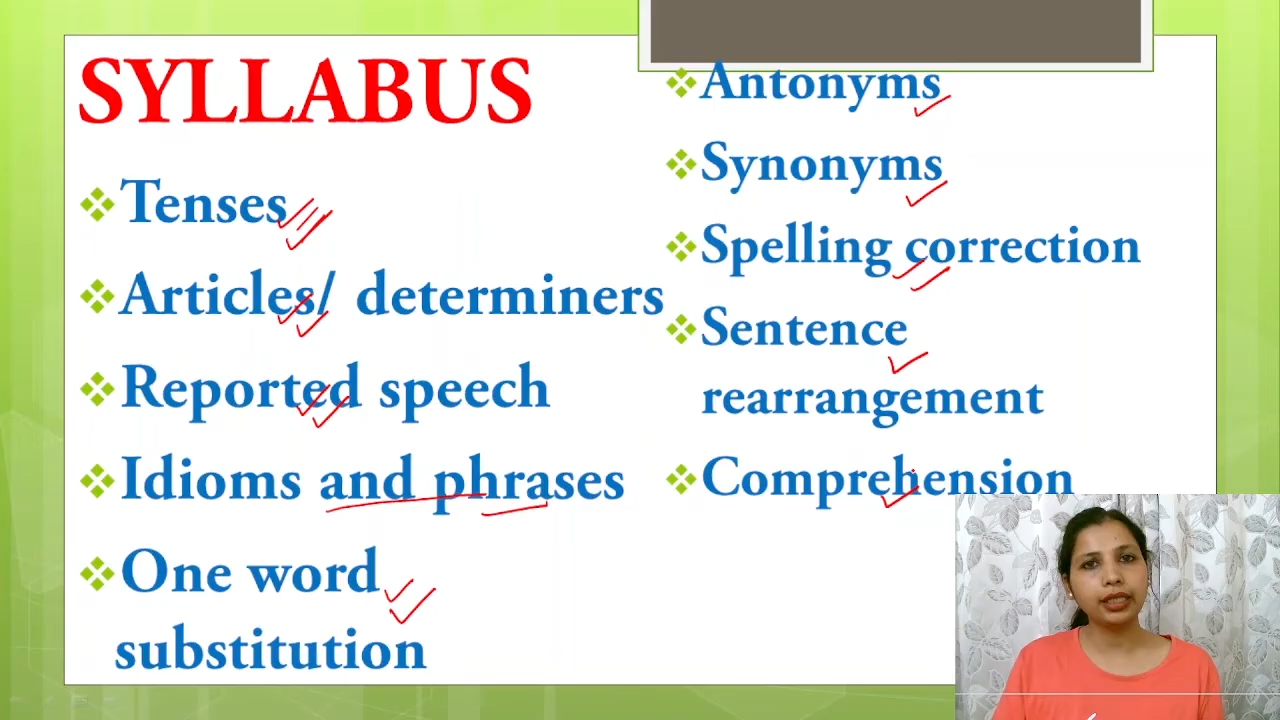 SYLLABUS
❖Tenses
❖Articles/ determiners
❖Reported speech
❖Idioms and phrases
❖One word
substitution
❖Antonyms
❖Synonyms
❖Spelling correction
❖Sentence
rearrangement
❖Comprehension